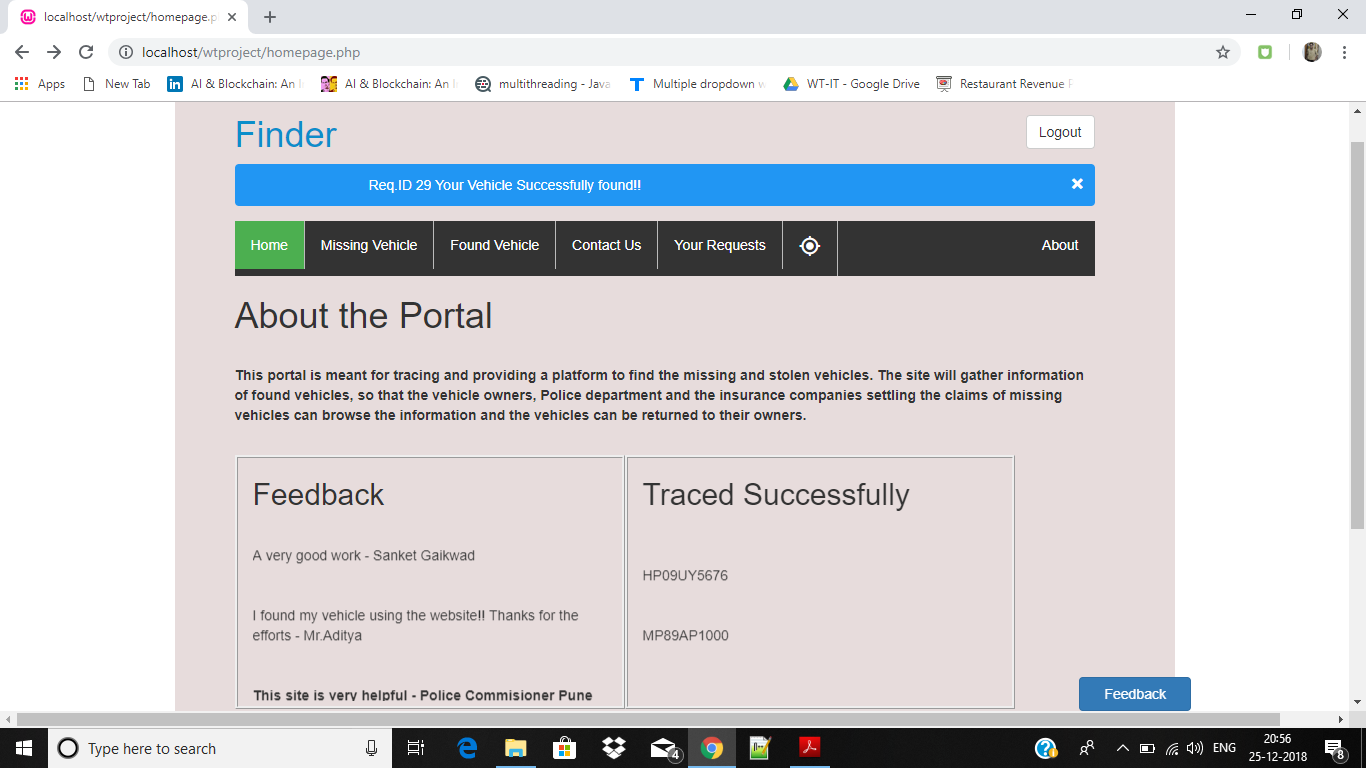 localhost/wtproject/homepage.p
localhost/wtproject/homepage.php
Apps
New Tab
AI & Blockchain: An I
AI & Blockchain: An I
multithreading - Java
Multiple dropdown w
WT-IT - Google Drive
Restaurant Revenue P
Finder
Logout
Req.ID 29 Your Vehicle Successfully found!!
Home
Missing Vehicle
Found Vehicle
Contact Us
Your Requests
About
About the Portal
This portal is meant for tracing and providing a platform to find the missing and stolen vehicles. The site will gather information
of found vehicles, so that the vehicle owners, Police department and the insurance companies settling the claims of missing
vehicles can browse the information and the vehicles can be returned to their owners.
Feedback
A very good work - Sanket Gaikwad
I found my vehicle using the website!! Thanks for the
efforts - Mr.Aditya
This site is very helpful - Police Commisioner Pune
Traced Successfully
HP09UY5676
MP89AP1000
Feedback
Type here to search
4
ENG
20:56
25-12-2018
8